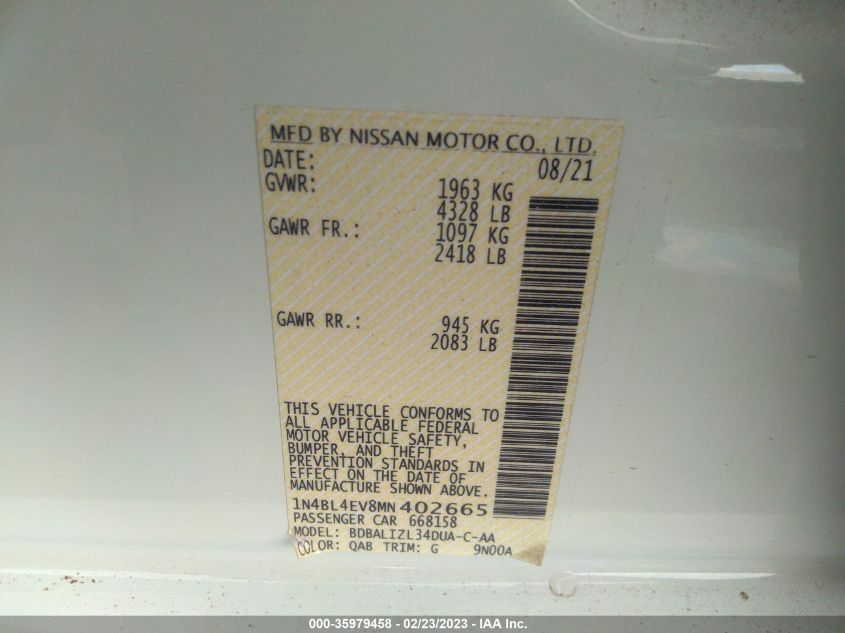 MFD BY NISSAN MOTOR CO., LTD.
DATE: 08/21
GVWR: 1963 KG
4328 LB
GAWR FR.: 1097 KG
2418 LB
GAWR RR.: 945 KG
2083 LB
THIS VEHICLE CONFORMS TO
ALL APPLICABLE FEDERAL
MOTOR VEHICLE SAFETY,
BUMPER, AND THEFT
PREVENTION STANDARDS IN
EFFECT ON THE DATE OF
MANUFACTURE SHOWN ABOVE.
1N4BL4EV8MN402665
PASSENGER CAR 668158
MODEL: BDBALIZL34DUA-C-AA
COLOR: QAB TRIM: G 9N00A
000-35979458 - 02/23/2023 - IAA Inc.